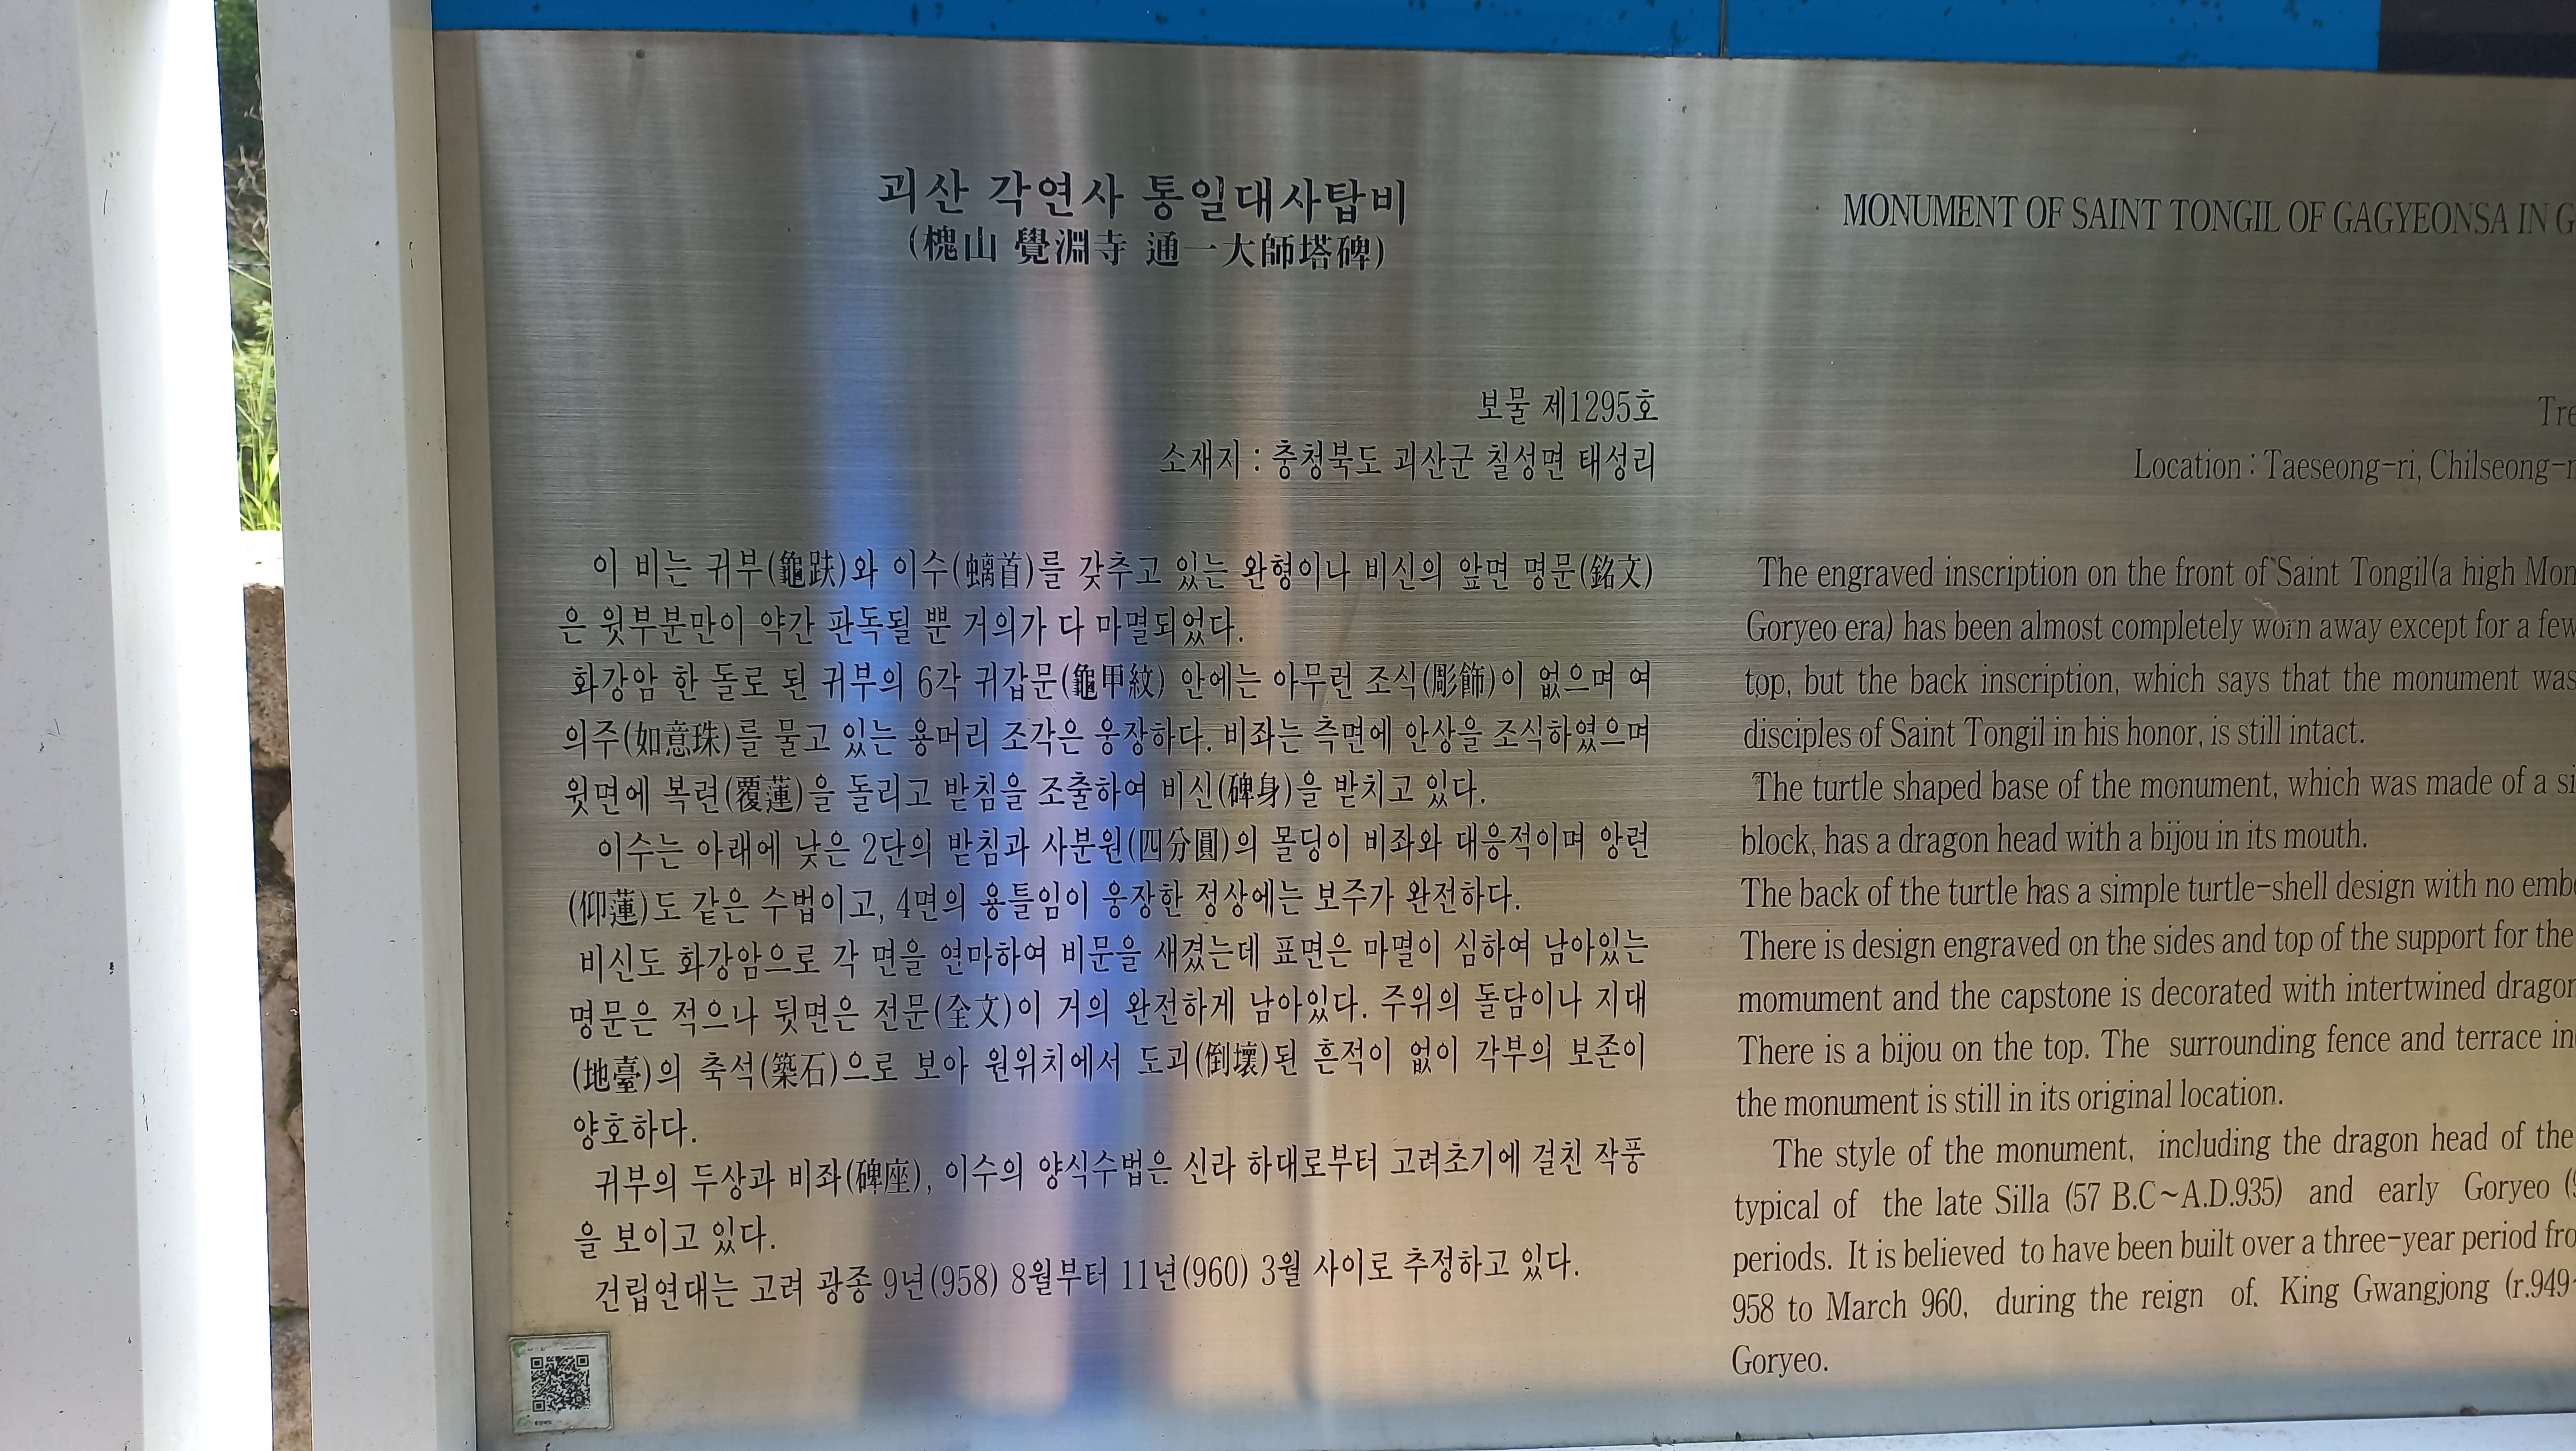 괴산 각연사 통일대사탑비
(槐山 覺淵寺 通一大師塔碑)
보물 제1295호
소재지 : 충청북도 괴산군 칠성면 태성리
이 비는 귀부(龜趺)와 이수(螭首)를 갖추고 있는 완형이나 비신의 앞면 명문(銘文)
은 윗부분만이 약간 판독될 뿐 거의가 다 마멸되었다.
화강암 한 돌로 된 귀부의 6각 귀갑문(龜甲紋) 안에는 아무런 조식(彫飾)이 없으며 여
의주(如意珠)를 물고 있는 용머리 조각은 웅장하다. 비좌는 측면에 안상을 조식하였으며
윗면에 복련(覆蓮)을 돌리고 받침을 조출하여 비신(碑身)을 받치고 있다.
이수는 아래에 낮은 2단의 받침과 사분원(四分圓)의 몰딩이 비좌와 대응적이며 앙련
(仰蓮)도 같은 수법이고, 4면의 용틀임이 웅장한 정상에는 보주가 완전하다.
비신도 화강암으로 각 면을 연마하여 비문을 새겼는데 표면은 마멸이 심하여 남아있는
명문은 적으나 뒷면은 전문(全文)이 거의 완전하게 남아있다. 주위의 돌담이나 지대
(地臺)의 축석(築石)으로 보아 원위치에서 도괴(倒壞)된 흔적이 없이 각부의 보존이
양호하다.
귀부의 두상과 비좌(碑座), 이수의 양식수법은 신라 하대로부터 고려초기에 걸친 작풍
을 보이고 있다.
건립연대는 고려 광종 9년(958) 8월부터 11년(960) 3월 사이로 추정하고 있다.
MONUMENT OF SAINT TONGIL OF GAGYEONSA IN G
Tre
Location : Taeseong-ri, Chilseong-
The engraved inscription on the front of Saint Tongil(a high Mon
Goryeo era) has been almost completely worn away except for a few
top, but the back inscription, which says that the monument was
disciples of Saint Tongil in his honor, is still intact.
The turtle shaped base of the monument, which was made of a si
block, has a dragon head with a bijou in its mouth.
The back of the turtle has a simple turtle-shell design with no emb
There is design engraved on the sides and top of the support for the
momument and the capstone is decorated with intertwined dragon
There is a bijou on the top. The surrounding fence and terrace in
the monument is still in its original location.
The style of the monument, including the dragon head of the
typical of the late Silla (57 B.C~A.D.935) and early Goryeo (
periods. It is believed to have been built over a three-year period fro
958 to March 960, during the reign of. King Gwangjong (r.949~
Goryeo.